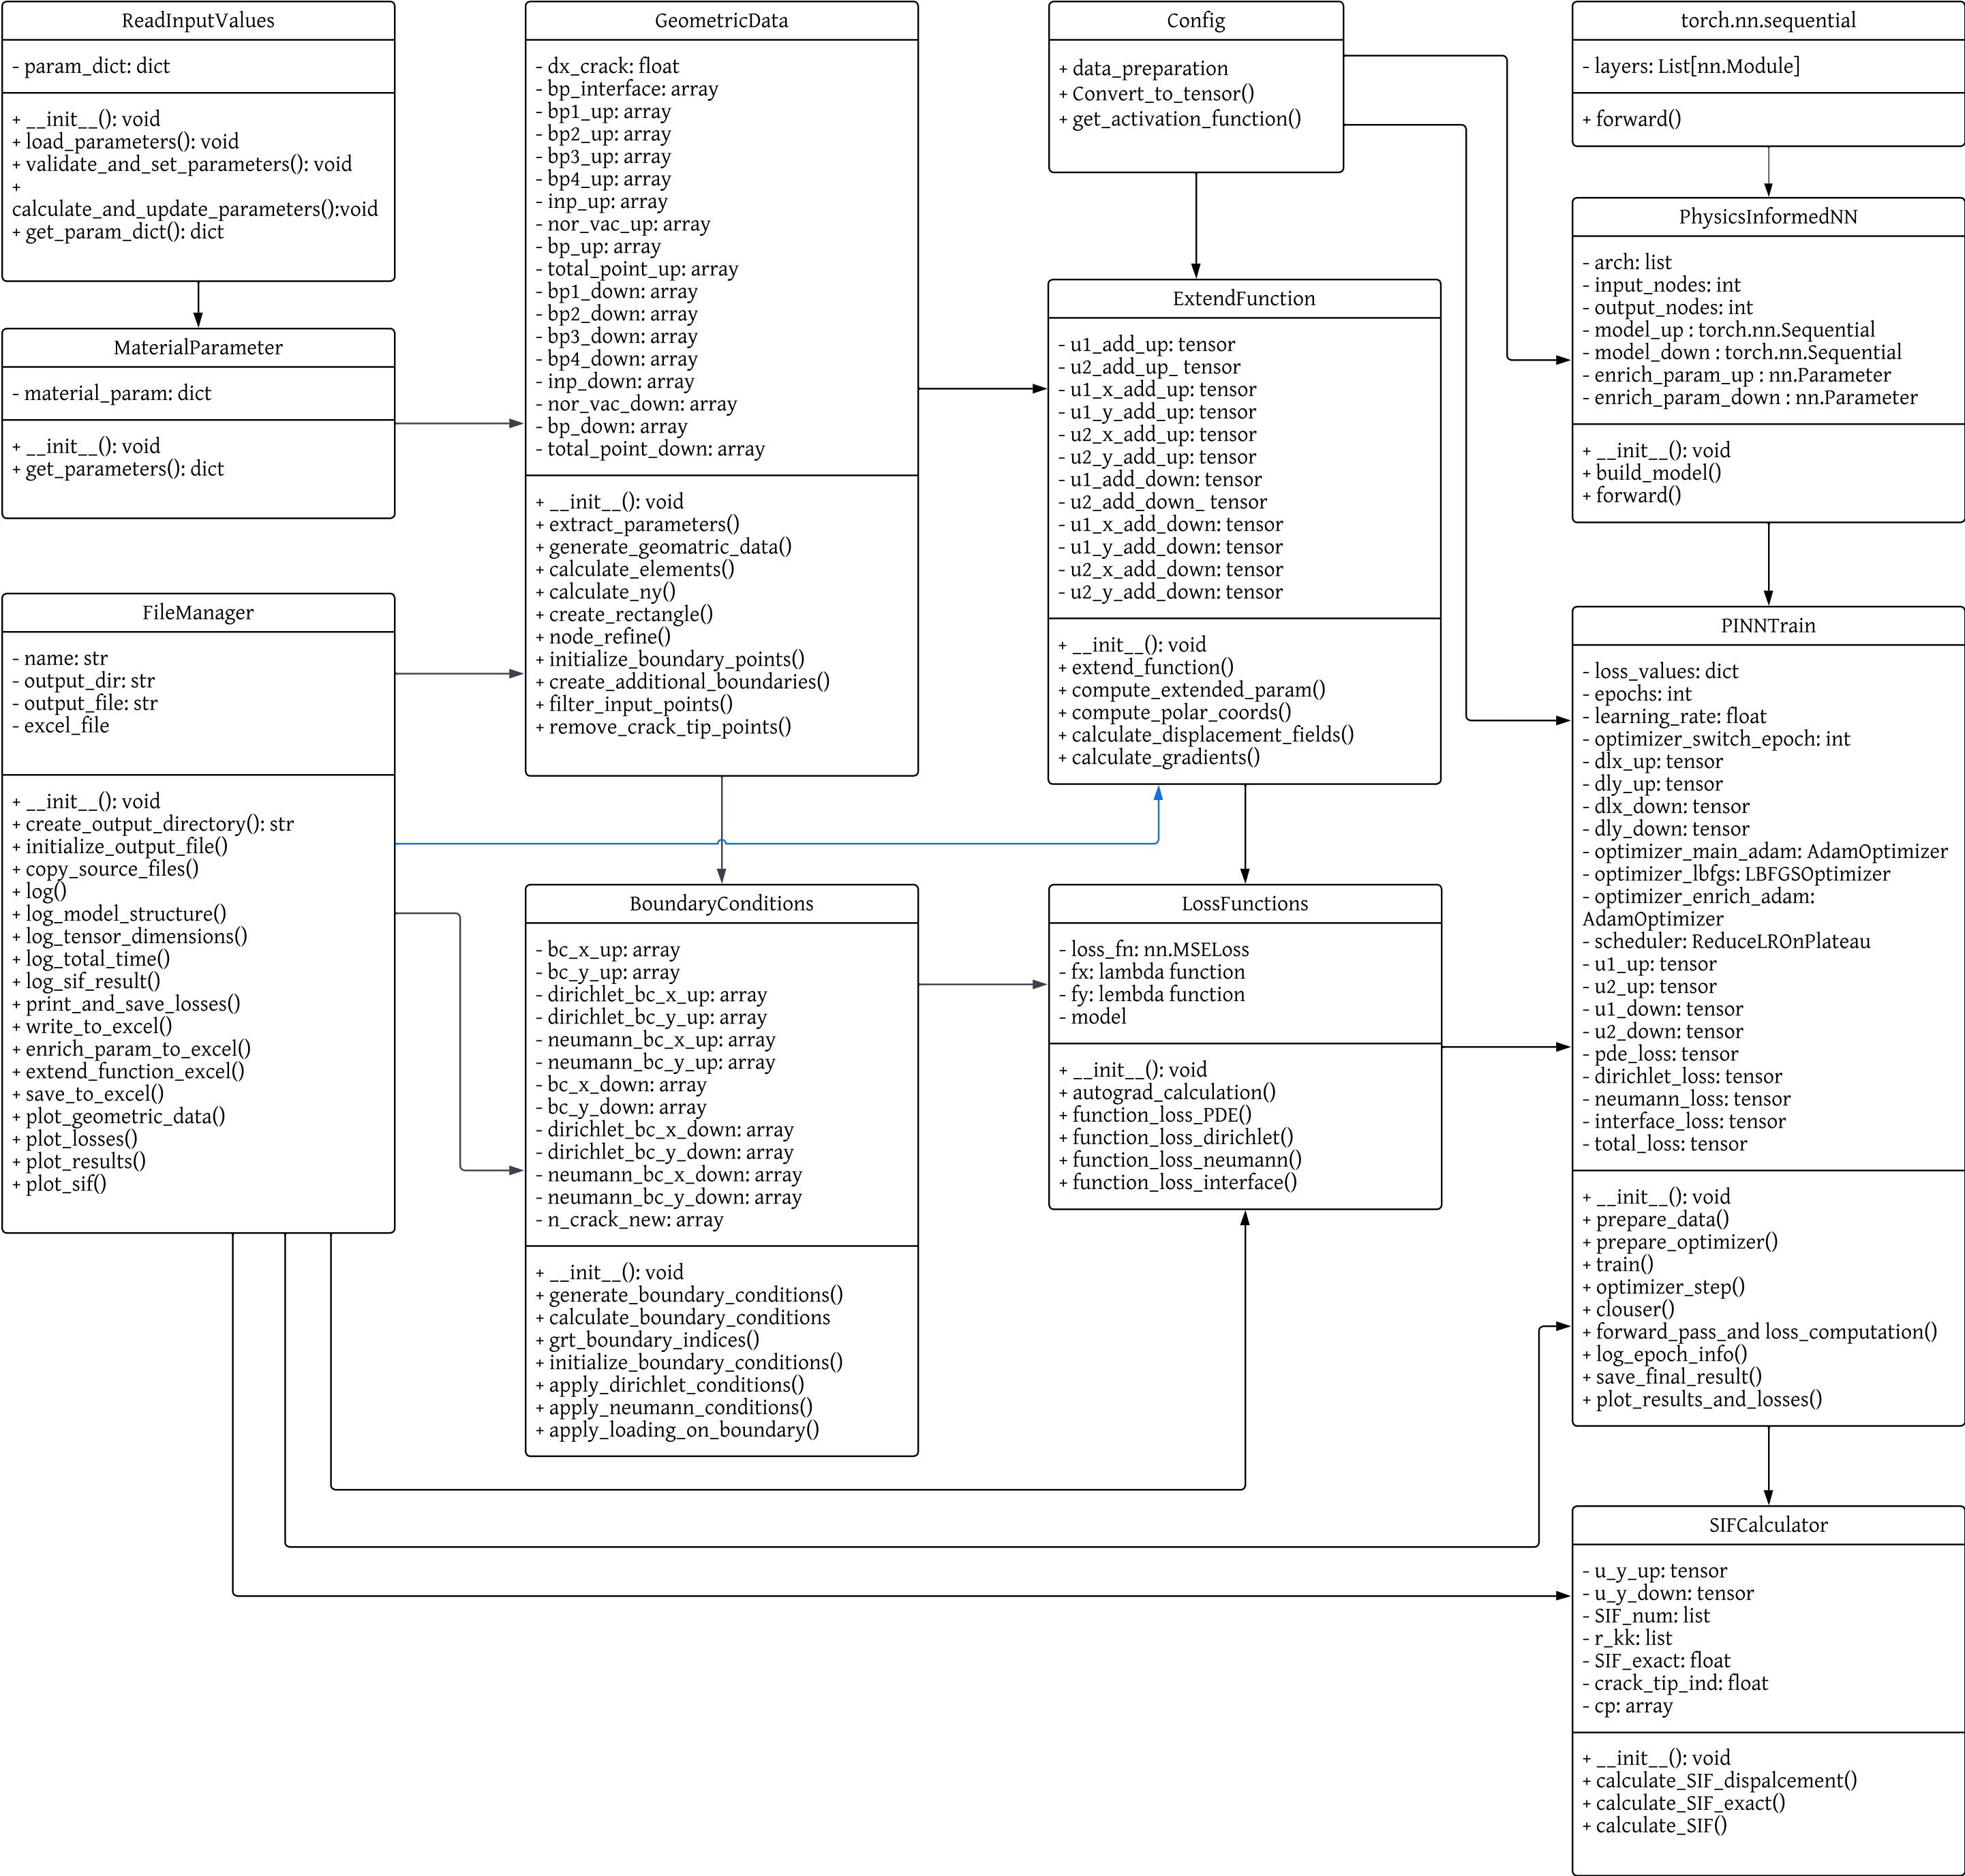 ReadInputValues
- param_dict: dict
+ __init__(): void
+ load_parameters(): void
+ validate_and_set_parameters(): void
+
calculate_and_update_parameters():void
+ get_param_dict(): dict
MaterialParameter
- material_param: dict
+ __init__(): void
+ get_parameters(): dict
FileManager
- name: str
- output_dir: str
- output_file: str
- excel_file
+ __init__(): void
+ create_output_directory(): str
+ initialize_output_file()
+ copy_source_files()
+ log()
+ log_model_structure()
+ log_tensor_dimensions()
+ log_total_time()
+ log_sif_result()
+ print_and_save_losses()
+ write_to_excel()
+ enrich_param_to_excel()
+ extend_function_excel()
+ save_to_excel()
+ plot_geometric_data()
+ plot_losses()
+ plot_results()
+ plot_sif()
GeometricData
- dx_crack: float
- bp_interface: array
- bp1_up: array
- bp2_up: array
- bp3_up: array
- bp4_up: array
- inp_up: array
- nor_vac_up: array
- bp_up: array
- total_point_up: array
- bp1_down: array
- bp2_down: array
- bp3_down: array
- bp4_down: array
- inp_down: array
- nor_vac_down: array
- bp_down: array
- total_point_down: array
+ __init__(): void
+ extract_parameters()
+ generate_geomatric_data()
+ calculate_elements()
+ calculate_ny()
+ create_rectangle()
+ node_refine()
+ initialize_boundary_points()
+ create_additional_boundaries()
+ filter_input_points()
+ remove_crack_tip_points()
BoundaryConditions
- bc_x_up: array
- bc_y_up: array
- dirichlet_bc_x_up: array
- dirichlet_bc_y_up: array
- neumann_bc_x_up: array
- neumann_bc_y_up: array
- bc_x_down: array
- bc_y_down: array
- dirichlet_bc_x_down: array
- dirichlet_bc_y_down: array
- neumann_bc_x_down: array
- neumann_bc_y_down: array
- n_crack_new: array
+ __init__(): void
+ generate_boundary_conditions()
+ calculate_boundary_conditions
+ grt_boundary_indices()
+ initialize_boundary_conditions()
+ apply_dirichlet_conditions()
+ apply_neumann_conditions()
+ apply_loading_on_boundary()
Config
+ data_preparation
+ Convert_to_tensor()
+ get_activation_function()
ExtendFunction
- u1_add_up: tensor
- u2_add_up_ tensor
- u1_x_add_up: tensor
- u1_y_add_up: tensor
- u2_x_add_up: tensor
- u2_y_add_up: tensor
- u1_add_down: tensor
- u2_add_down_ tensor
- u1_x_add_down: tensor
- u1_y_add_down: tensor
- u2_x_add_down: tensor
- u2_y_add_down: tensor
+ __init__(): void
+ extend_function()
+ compute_extended_param()
+ compute_polar_coords()
+ calculate_displacement_fields()
+ calculate_gradients()
LossFunctions
- loss_fn: nn.MSELoss
- fx: lambda function
- fy: lembda function
- model
+ __init__(): void
+ autograd_calculation()
+ function_loss_PDE()
+ function_loss_dirichlet()
+ function_loss_neumann()
+ function_loss_interface()
torch.nn.sequential
- layers: List[nn.Module]
+ forward()
PhysicsInformedNN
- arch: list
- input_nodes: int
- output_nodes: int
- model_up : torch.nn.Sequential
- model_down : torch.nn.Sequential
- enrich_param_up : nn.Parameter
- enrich_param_down : nn.Parameter
+ __init__(): void
+ build_model()
+ forward()
PINNTrain
- loss_values: dict
- epochs: int
- learning_rate: float
- optimizer_switch_epoch: int
- dlx_up: tensor
- dly_up: tensor
- dlx_down: tensor
- dly_down: tensor
- optimizer_main_adam: AdamOptimizer
- optimizer_lbfgs: LBFGSOptimizer
- optimizer_enrich_adam:
AdamOptimizer
- scheduler: ReduceLROnPlateau
- u1_up: tensor
- u2_up: tensor
- u1_down: tensor
- u2_down: tensor
- pde_loss: tensor
- dirichlet_loss: tensor
- neumann_loss: tensor
- interface_loss: tensor
- total_loss: tensor
+ __init__(): void
+ prepare_data()
+ prepare_optimizer()
+ train()
+ optimizer_step()
+ clouser()
+ forward_pass_and loss_computation()
+ log_epoch_info()
+ save_final_result()
+ plot_results_and_losses()
SIFCalculator
- u_y_up: tensor
- u_y_down: tensor
- SIF_num: list
- r_kk: list
- SIF_exact: float
- crack_tip_ind: float
- cp: array
+ __init__(): void
+ calculate_SIF_dispalcement()
+ calculate_SIF_exact()
+ calculate_SIF()